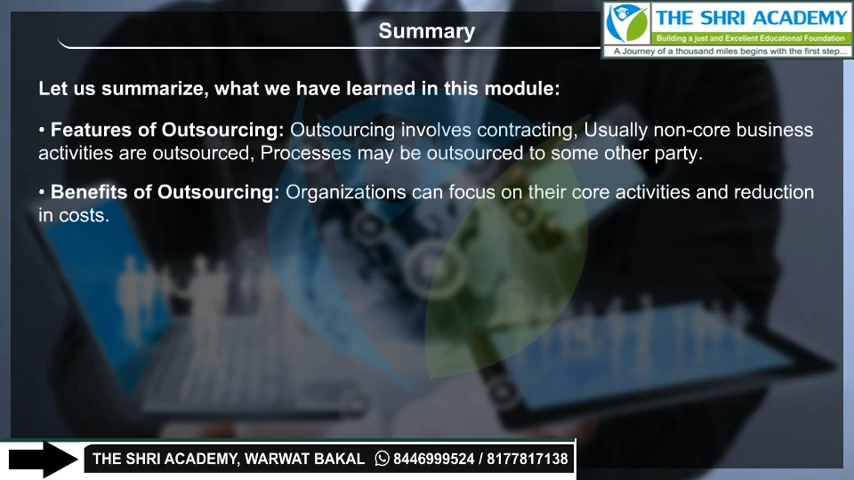 Summary
THE SHRI ACADEMY
Building a just and Excellent Educational Foundation
A Journey of a thousand miles begins with the first step...
Let us summarize, what we have learned in this module:
• Features of Outsourcing: Outsourcing involves contracting, Usually non-core business
activities are outsourced, Processes may be outsourced to some other party.
• Benefits of Outsourcing: Organizations can focus on their core activities and reduction
in costs.
THE SHRI ACADEMY, WARWAT BAKAL 8446999524 / 8177817138